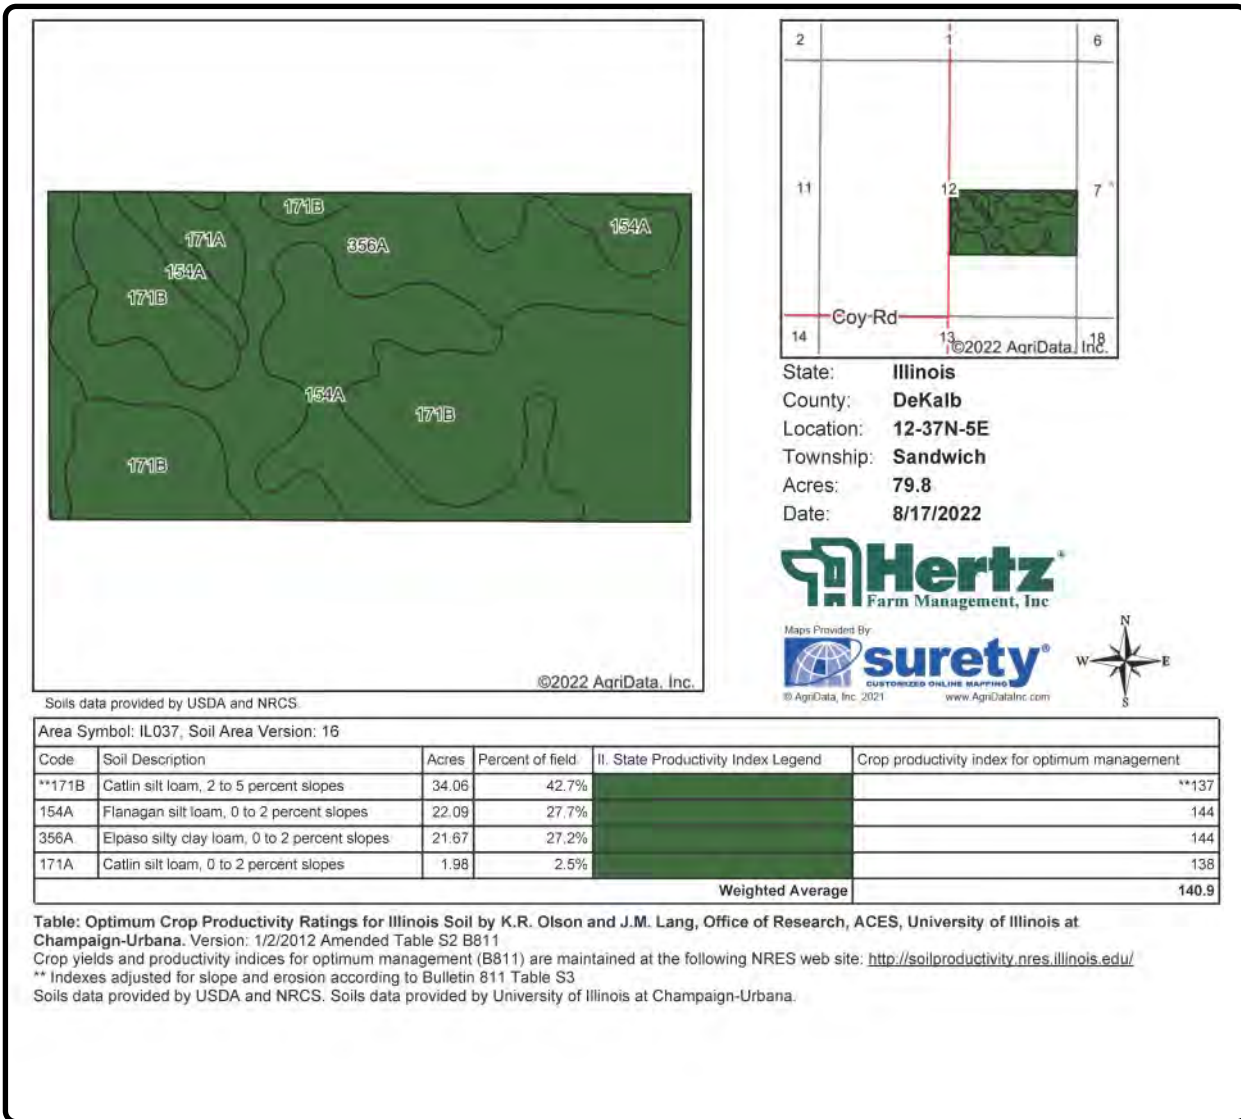 171B
171A
356A
154A
154A
171B
154A
171B
171B
©2022 AgriData, Inc.
Soils data provided by USDA and NRCS.
2 1 6
11 12 7
Coy Rd
14 13 18
©2022 AgriData, Inc.
State: Illinois
County: DeKalb
Location: 12-37N-5E
Township: Sandwich
Acres: 79.8
Date: 8/17/2022
Hertz®
Farm Management, Inc
Maps Provided By:
surety®
CUSTOMIZED ONLINE MAPPING
© AgriData, Inc. 2021 www.AgriDataInc.com
N
W E
S
Area Symbol: IL037, Soil Area Version: 16
Code Soil Description Acres Percent of field II. State Productivity Index Legend Crop productivity index for optimum management
**171B Catlin silt loam, 2 to 5 percent slopes 34.06 42.7% **137
154A Flanagan silt loam, 0 to 2 percent slopes 22.09 27.7% 144
356A Elpaso silty clay loam, 0 to 2 percent slopes 21.67 27.2% 144
171A Catlin silt loam, 0 to 2 percent slopes 1.98 2.5% 138
Weighted Average 140.9
Table: Optimum Crop Productivity Ratings for Illinois Soil by K.R. Olson and J.M. Lang, Office of Research, ACES, University of Illinois at
Champaign-Urbana. Version: 1/2/2012 Amended Table S2 B811
Crop yields and productivity indices for optimum management (B811) are maintained at the following NRES web site: http://soilproductivity.nres.illinois.edu/
** Indexes adjusted for slope and erosion according to Bulletin 811 Table S3
Soils data provided by USDA and NRCS. Soils data provided by University of Illinois at Champaign-Urbana.